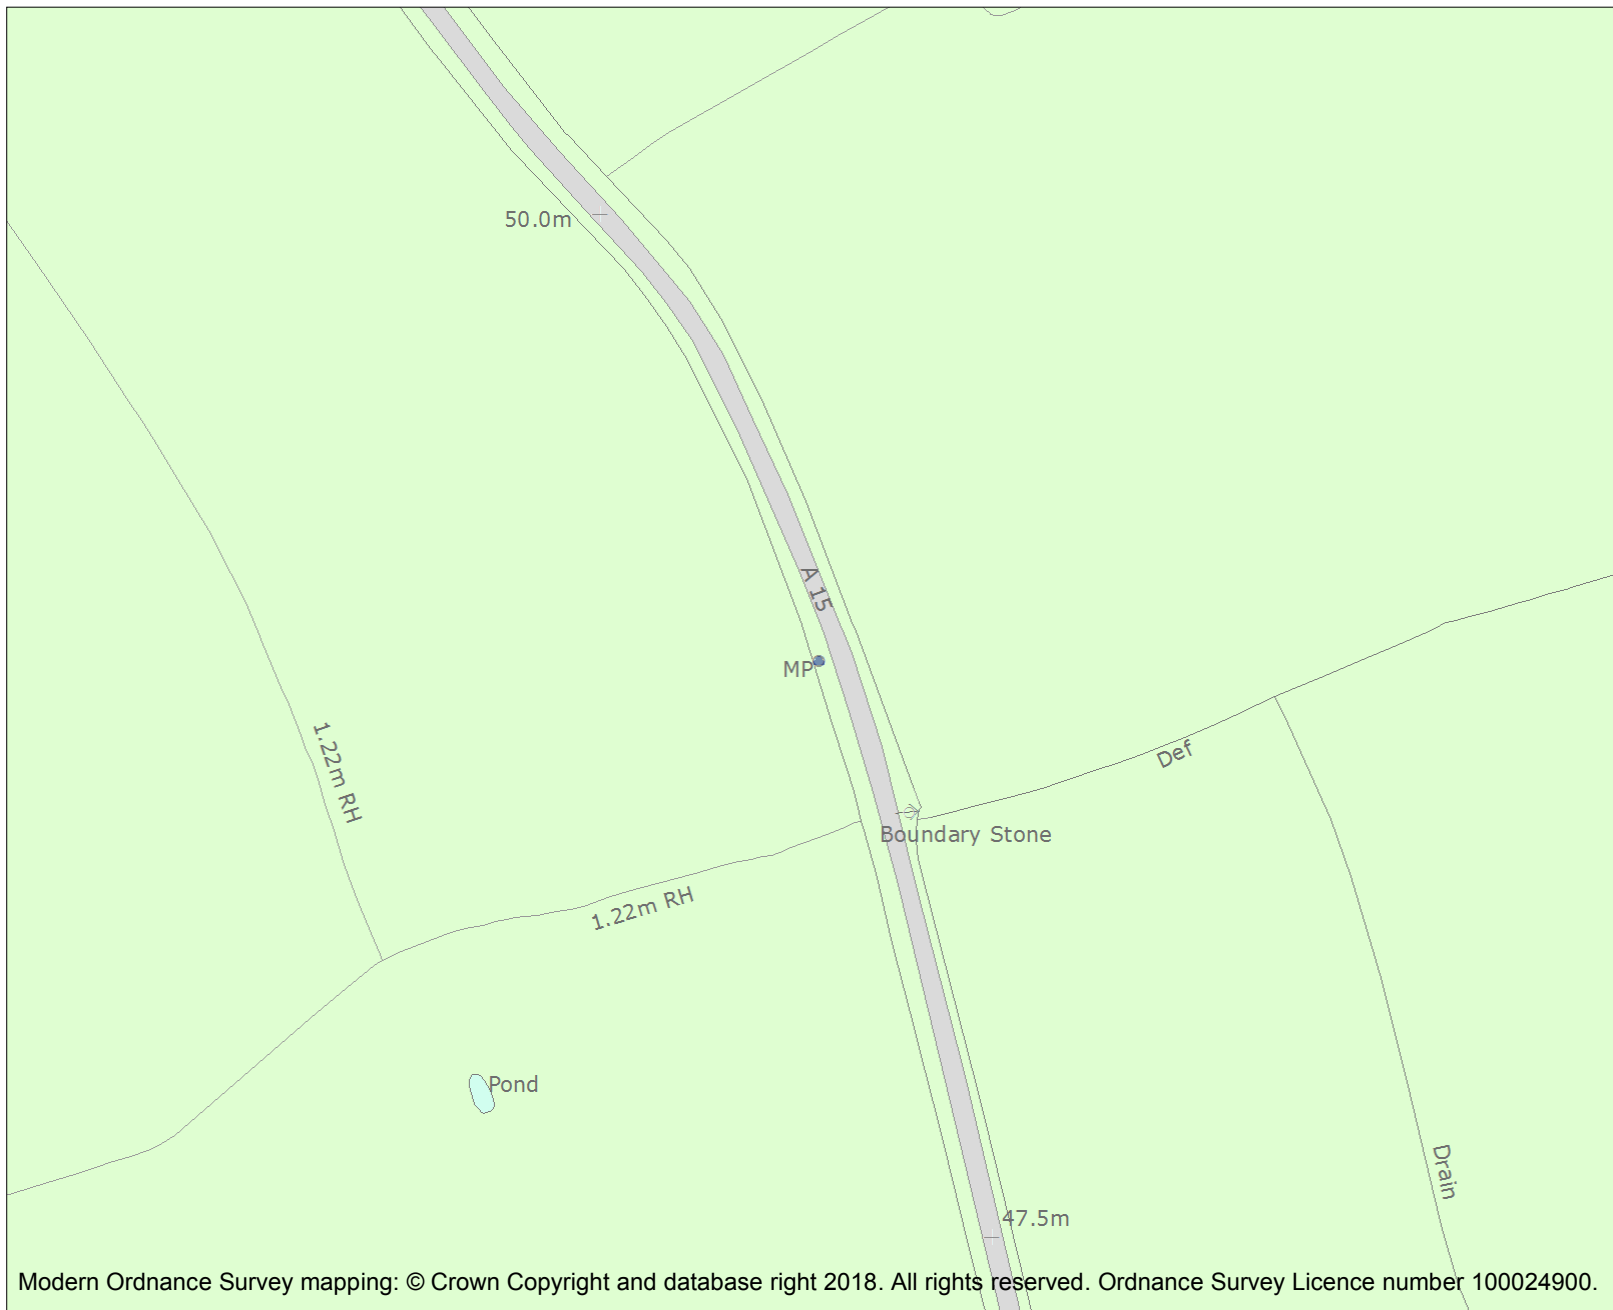 50.0m
A 15
MP
1.22m RH
Def
Boundary Stone
1.22m RH
Pond
Drain
47.5m
Modern Ordnance Survey mapping: © Crown Copyright and database right 2018. All rights reserved. Ordnance Survey Licence number 100024900.